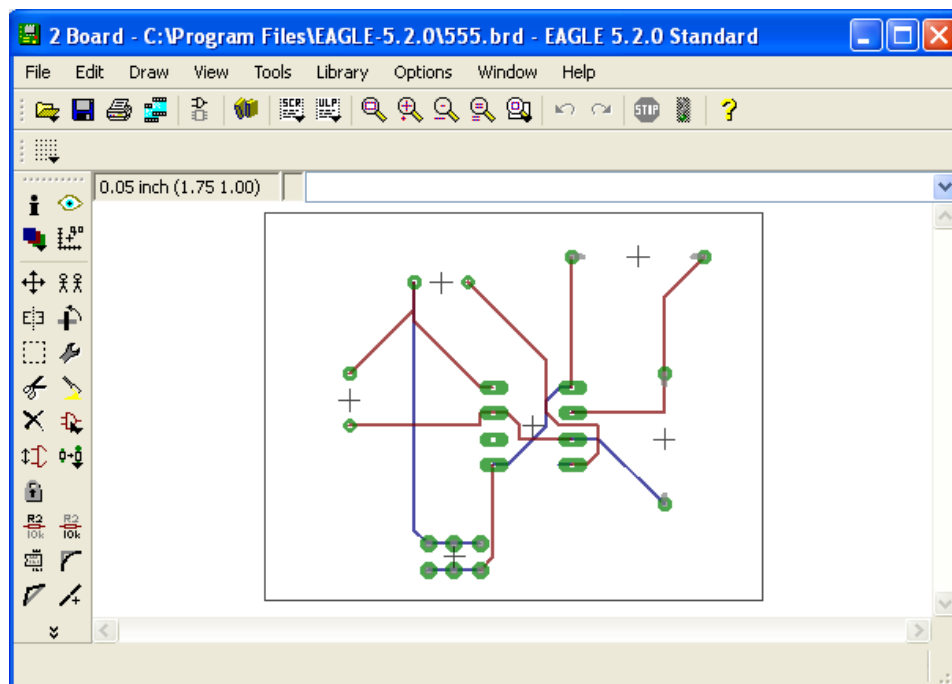 2 Board - C:\Program Files\EAGLE-5.2.0\555.brd - EAGLE 5.2.0 Standard
File Edit Draw View Tools Library Options Window Help
SCR ULP STOP
0.05 inch (1.75 1.00)
R2 R2
10k 10k